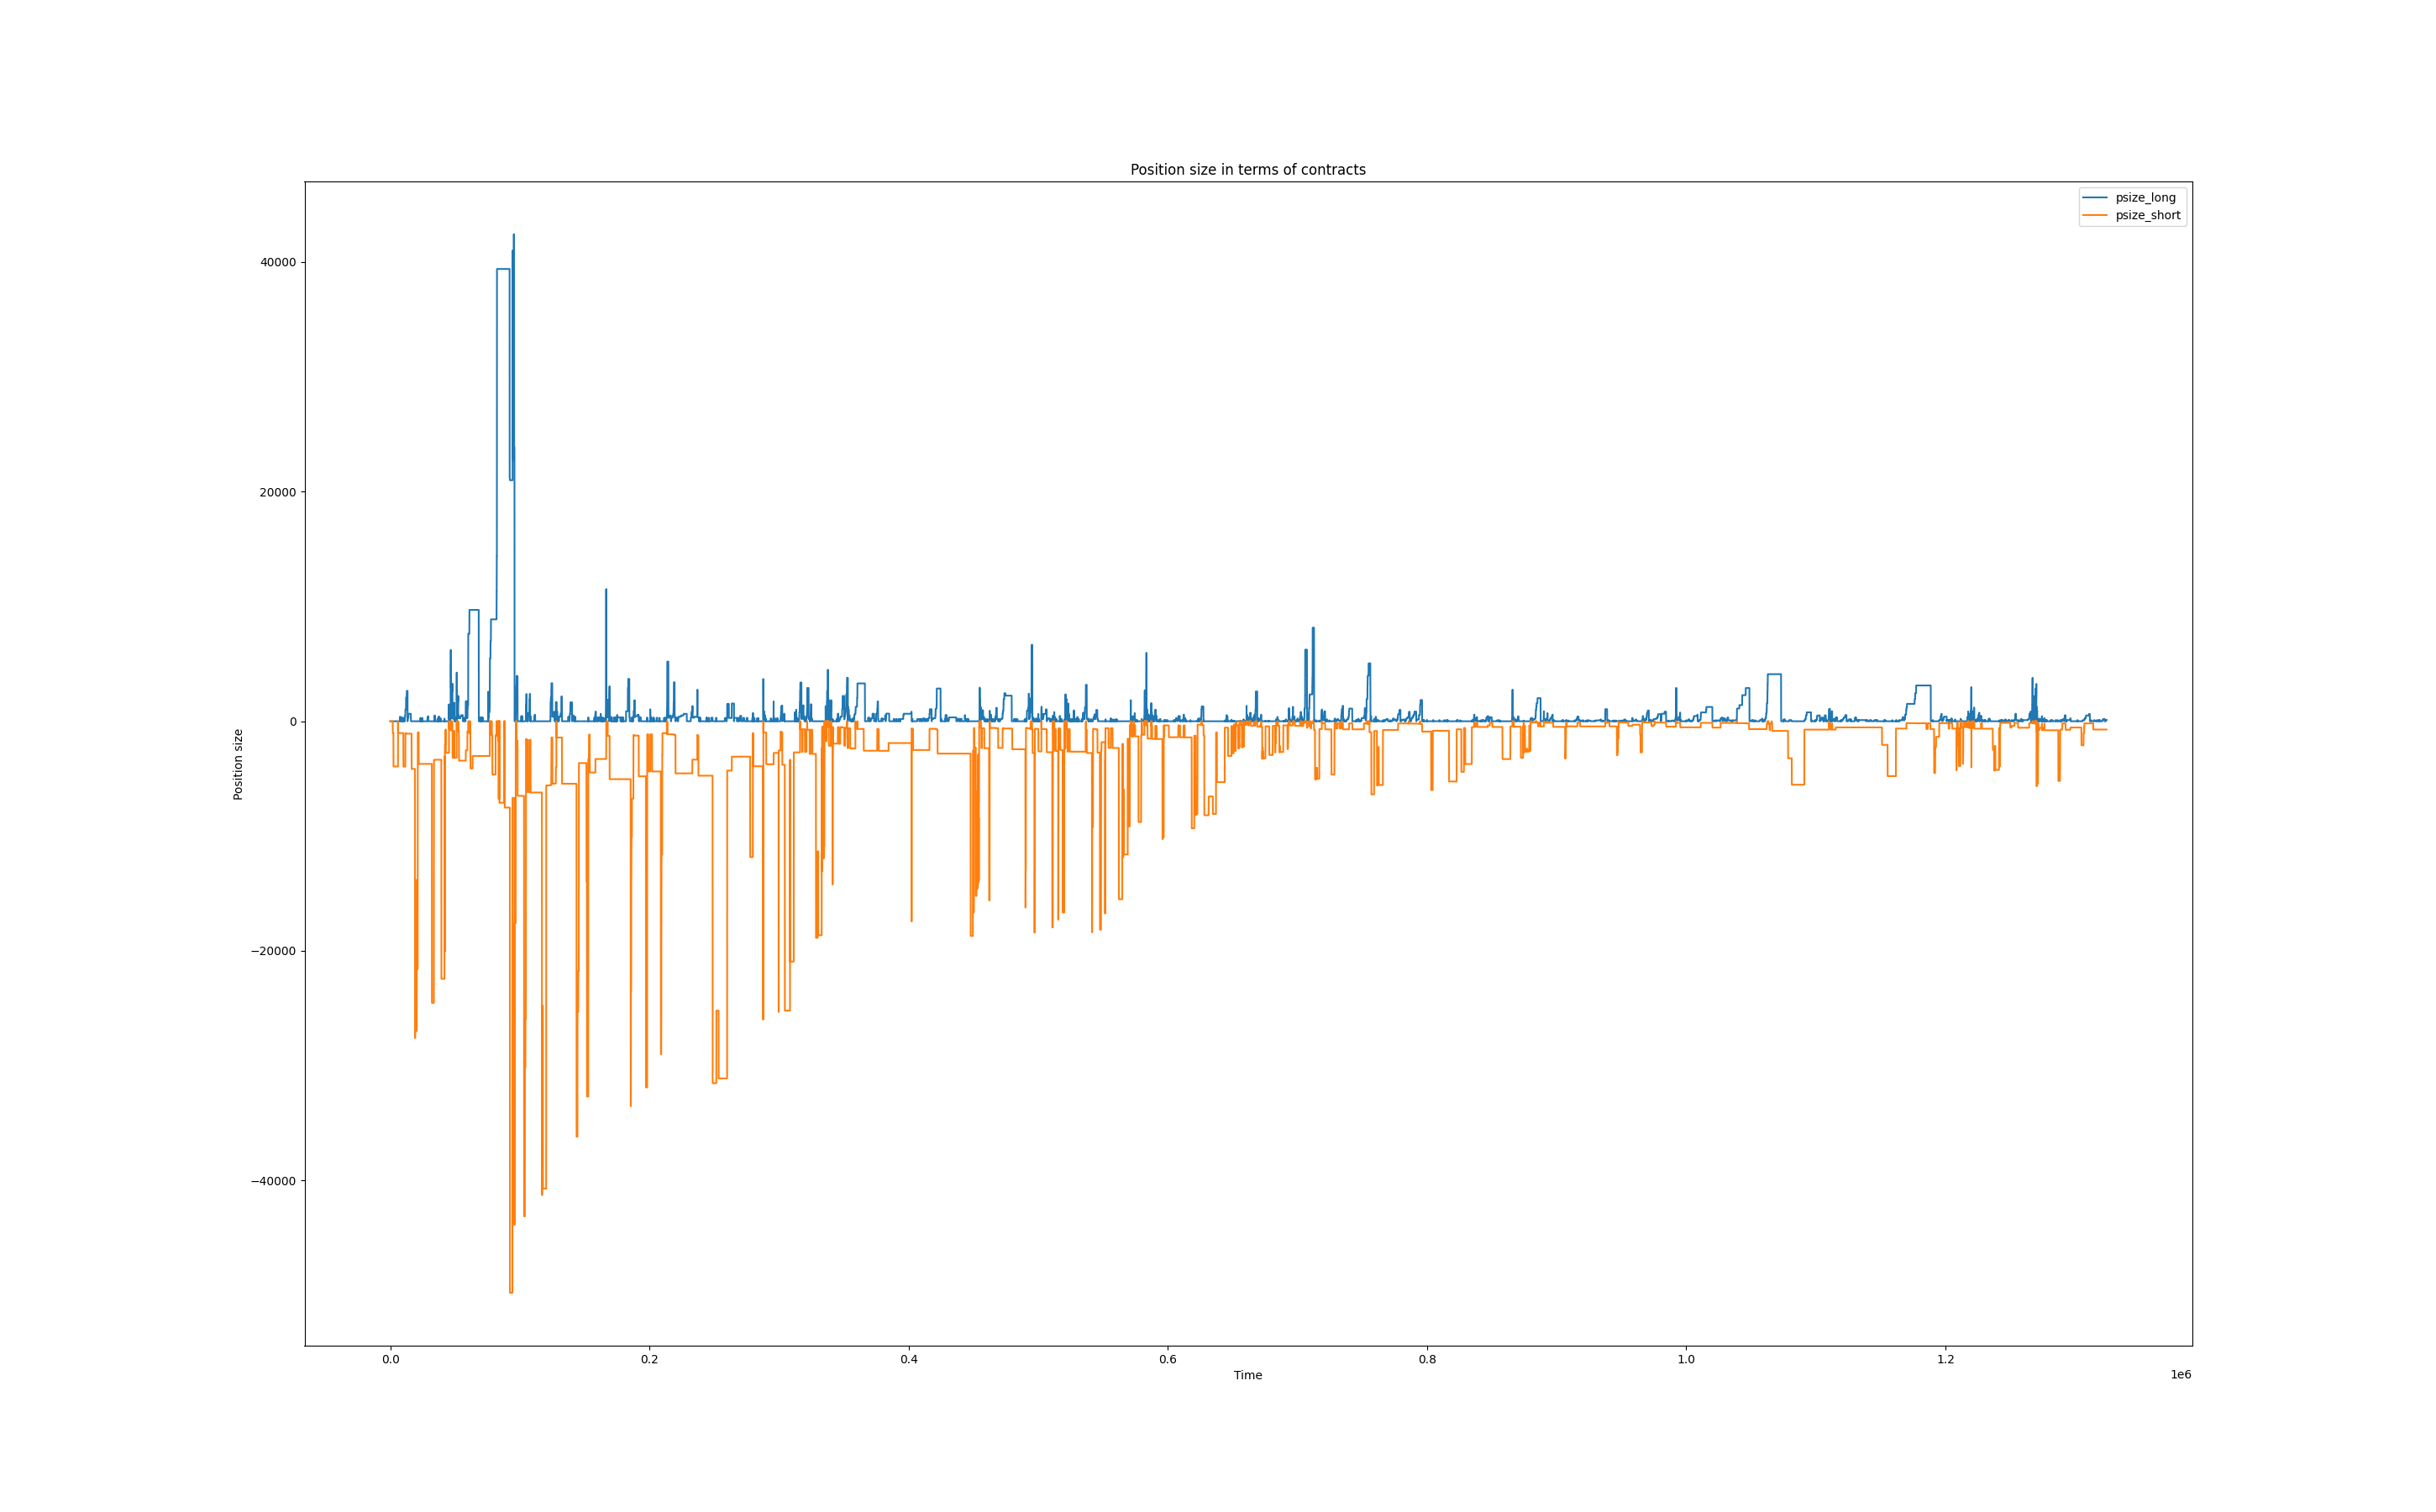 Position size in terms of contracts
psize_long
psize_short
40000
20000
0
−20000
−40000
Position size
0.0
0.2
0.4
0.6
0.8
1.0
1.2
1e6
Time